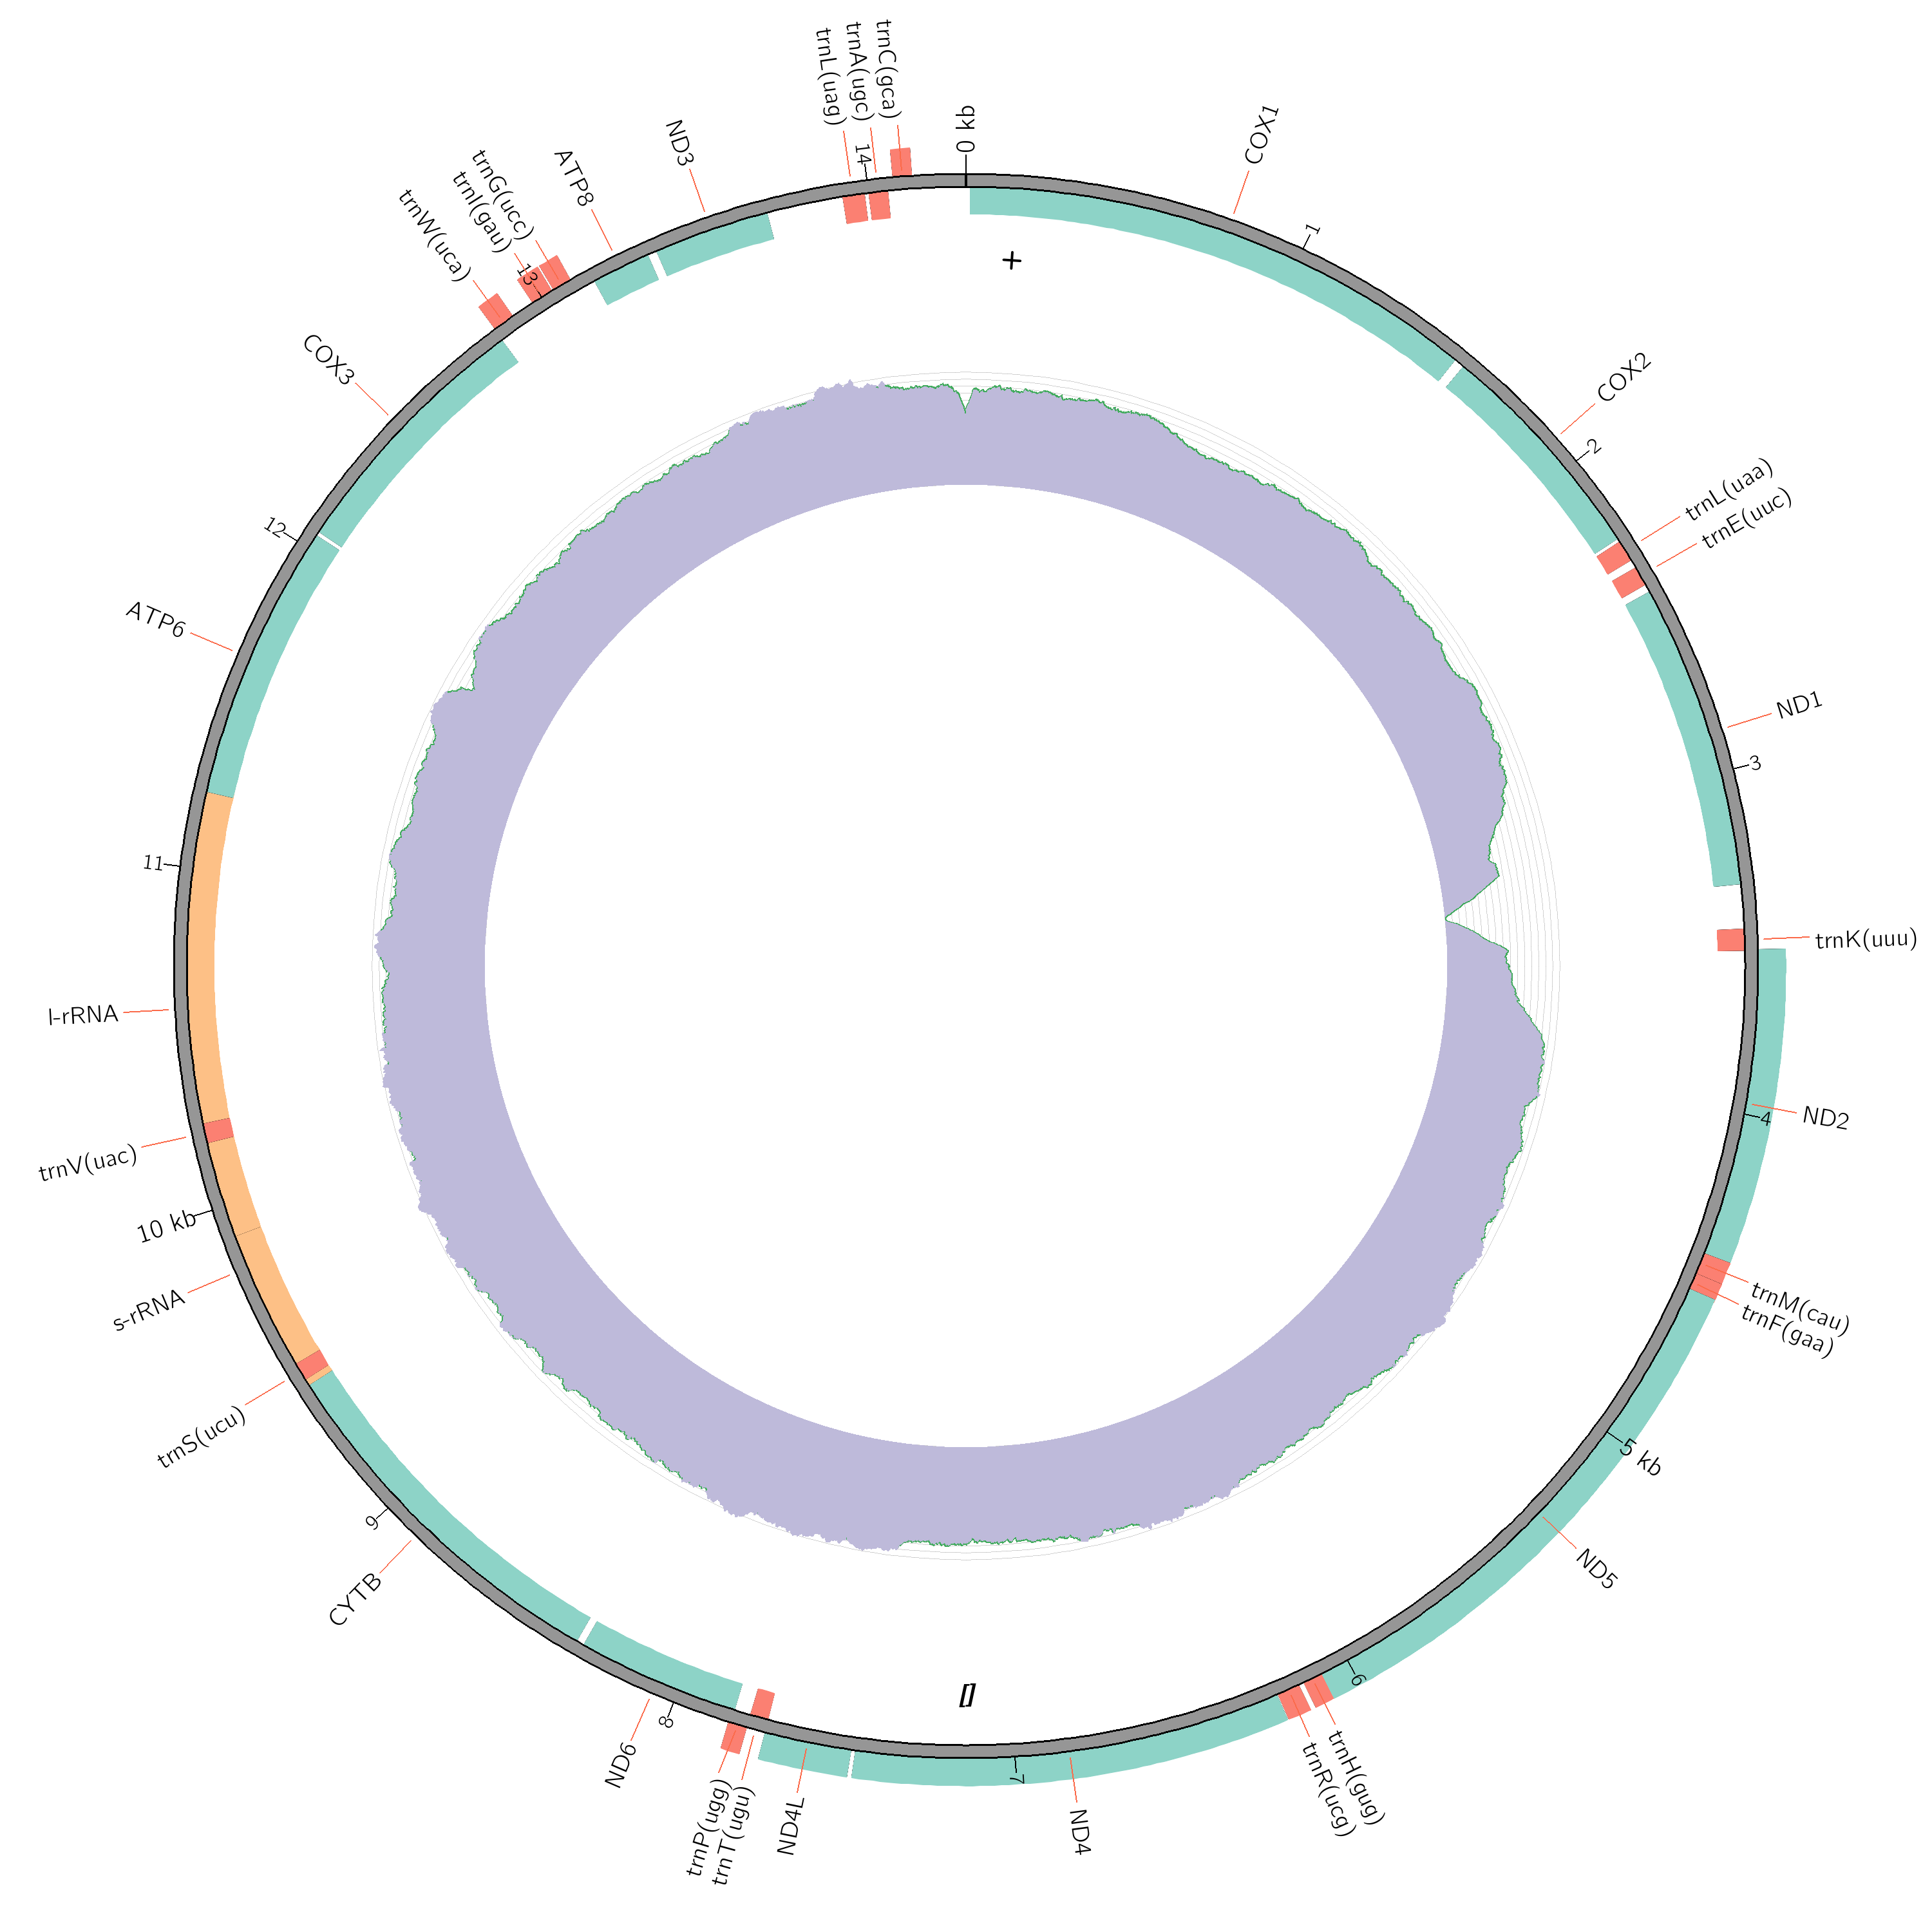 0 kb
COX1
1
COX2
2
trnL(uaa)
trnE(uuc)
ND1
3
trnK(uuu)
ND2
4
trnM(cau)
trnF(gaa)
5 kb
ND5
6
trnH(gug)
trnR(ucg)
7
ND4
ND4L
trnT(ugu)
trnP(ugg)
8
ND6
9
CYTB
trnS(ucu)
s-rRNA
10 kb
trnV(uac)
l-rRNA
11
ATP6
12
COX3
trnW(uca)
13
trnI(gau)
trnG(ucc)
ATP8
ND3
trnL(uag)
14
trnA(ugc)
trnC(gca)
+
[]